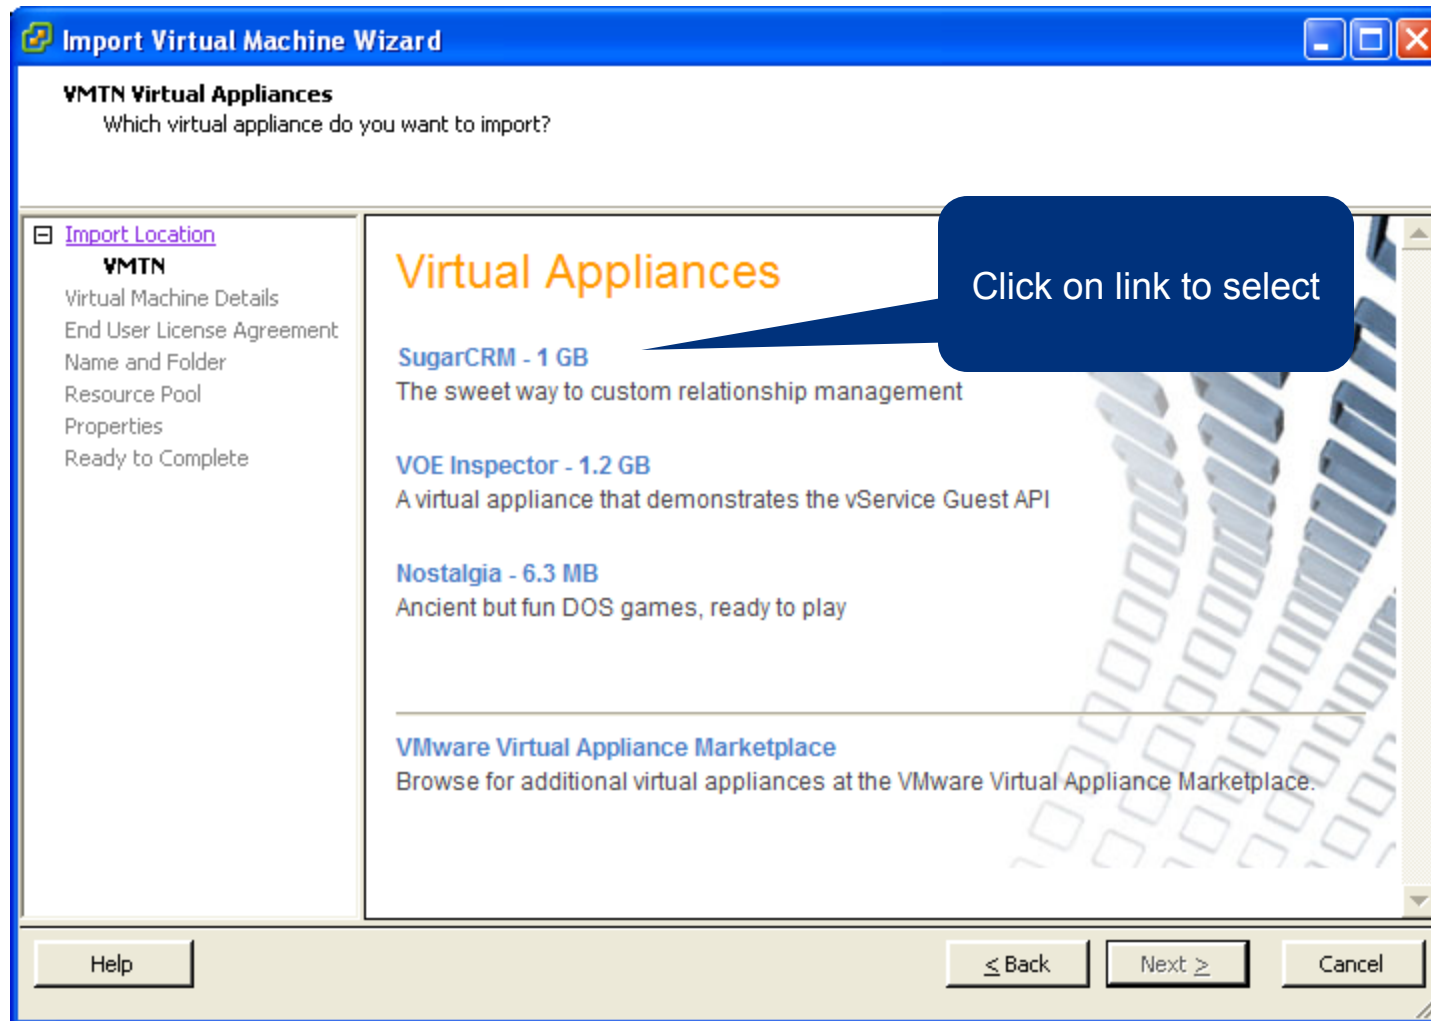 Import Virtual Machine Wizard
VMTN Virtual Appliances
Which virtual appliance do you want to import?
Import Location
VMTN
Virtual Machine Details
End User License Agreement
Name and Folder
Resource Pool
Properties
Ready to Complete
Virtual Appliances
Click on link to select
SugarCRM - 1 GB
The sweet way to custom relationship management
VOE Inspector - 1.2 GB
A virtual appliance that demonstrates the vService Guest API
Nostalgia - 6.3 MB
Ancient but fun DOS games, ready to play
VMware Virtual Appliance Marketplace
Browse for additional virtual appliances at the VMware Virtual Appliance Marketplace.
Help
< Back
Next >
Cancel